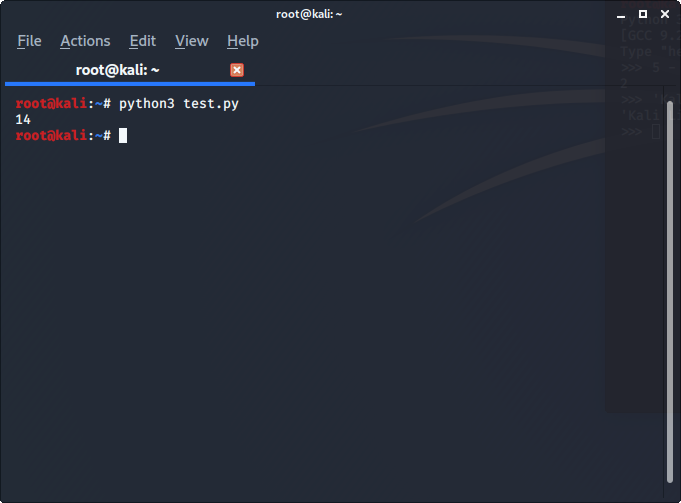 root@kali: ~
File Actions Edit View Help
root@kali: ~
root@kali:~# python3 test.py
14
root@kali:~#
[GCC 9.
>>> 5 -
2
>>>
'Kali
>>>